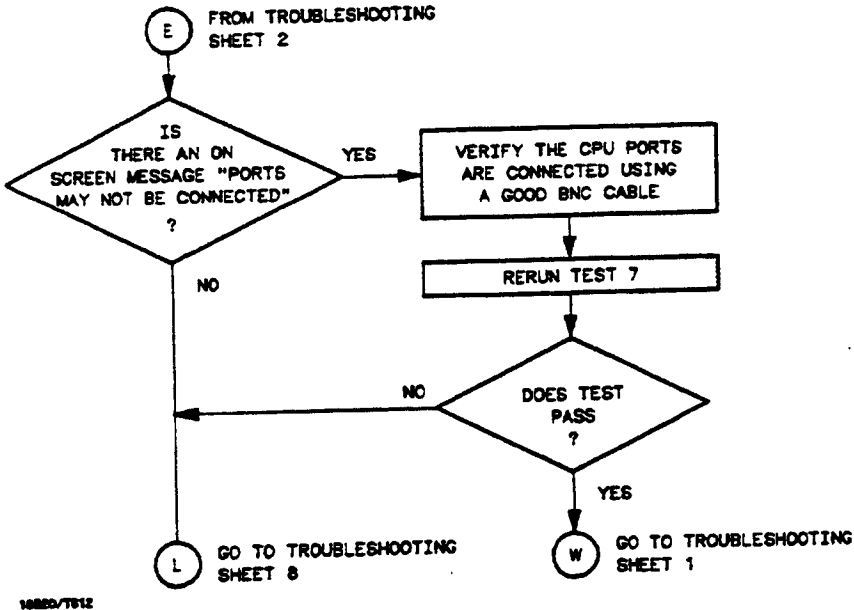 E
FROM TROUBLESHOOTING
SHEET 2
IS
THERE AN ON
SCREEN MESSAGE "PORTS
MAY NOT BE CONNECTED"
?
YES
VERIFY THE CPU PORTS
ARE CONNECTED USING
A GOOD BNC CABLE
NO
RERUN TEST 7
NO
DOES TEST
PASS
?
YES
L
GO TO TROUBLESHOOTING
SHEET 8
W
GO TO TROUBLESHOOTING
SHEET 1